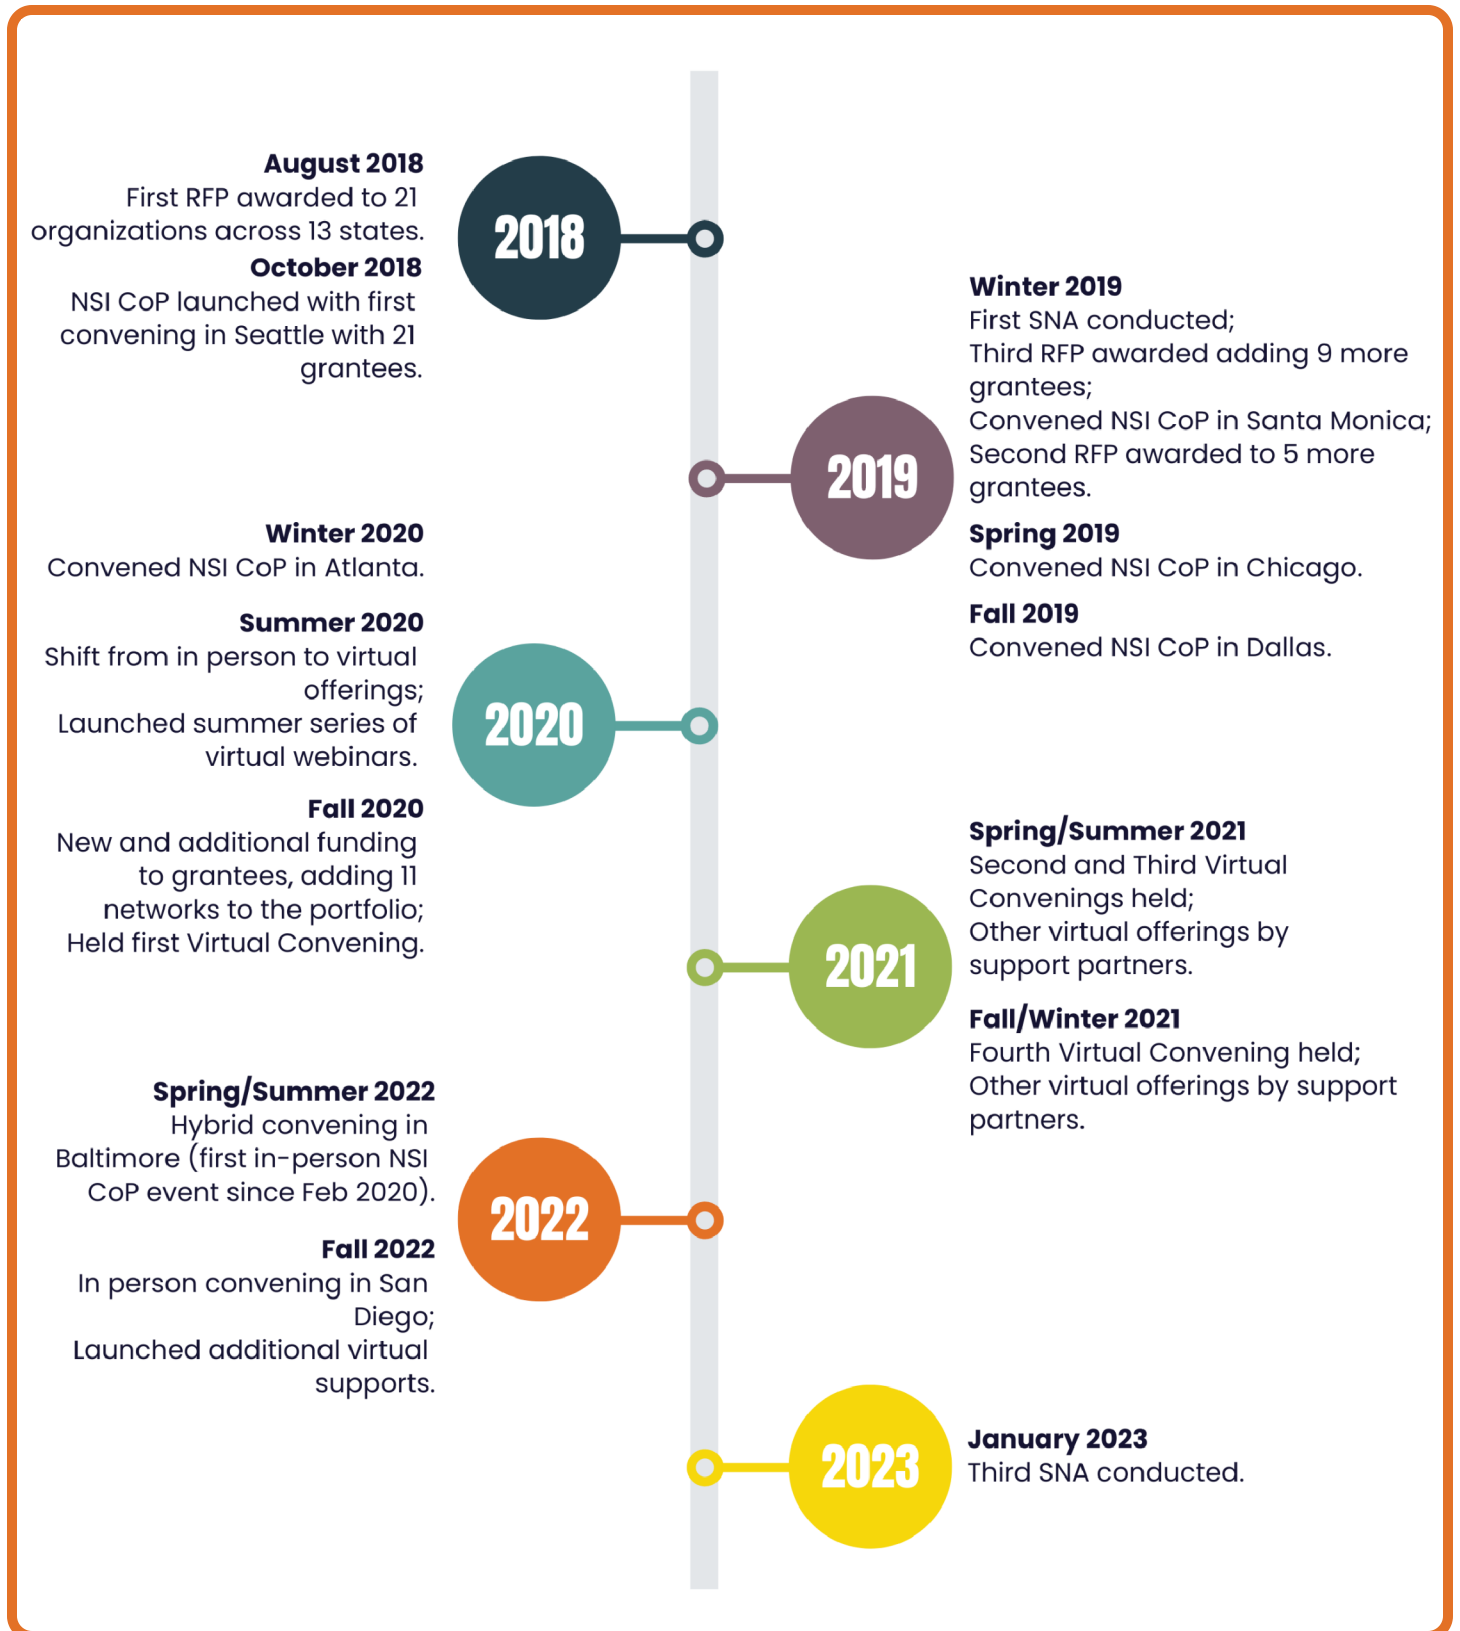 August 2018
First RFP awarded to 21
organizations across 13 states.
October 2018
NSI CoP launched with first
convening in Seattle with 21
grantees.
2018
Winter 2019
First SNA conducted;
Third RFP awarded adding 9 more
grantees;
Convened NSI CoP in Santa Monica;
Second RFP awarded to 5 more
grantees.
Spring 2019
Convened NSI CoP in Chicago.
Fall 2019
Convened NSI CoP in Dallas.
2019
Winter 2020
Convened NSI CoP in Atlanta.
Summer 2020
Shift from in person to virtual
offerings;
Launched summer series of
virtual webinars.
Fall 2020
New and additional funding
to grantees, adding 11
networks to the portfolio;
Held first Virtual Convening.
2020
Spring/Summer 2021
Second and Third Virtual
Convenings held;
Other virtual offerings by
support partners.
Fall/Winter 2021
Fourth Virtual Convening held;
Other virtual offerings by support
partners.
2021
Spring/Summer 2022
Hybrid convening in
Baltimore (first in-person NSI
CoP event since Feb 2020).
Fall 2022
In person convening in San
Diego;
Launched additional virtual
supports.
2022
January 2023
Third SNA conducted.
2023